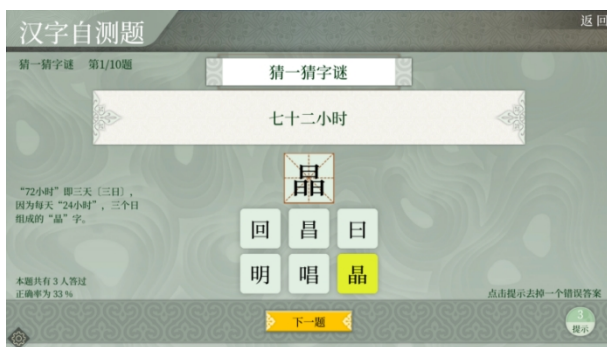 汉字自测题
返回
猜一猜字谜 第1/10题
猜一猜字谜
七十二小时
晶
“72小时”即三天〔三日〕,
因为每天“24小时”,三个日
组成的“晶”字。
回 昌 曰
明 唱 晶
本题共有 3 人答过
正确率为 33 %
点击提示去掉一个错误答案
下一题
3
提示